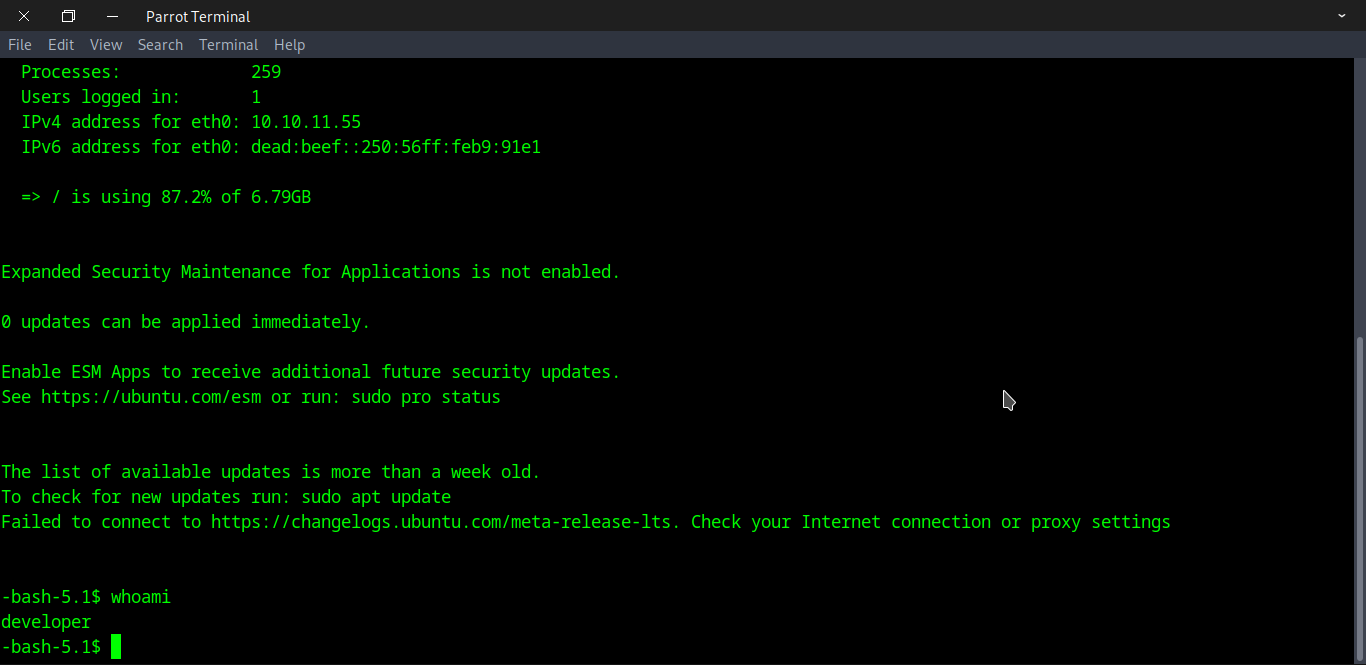 Parrot Terminal
File Edit View Search Terminal Help
Processes: 259
Users logged in: 1
IPv4 address for eth0: 10.10.11.55
IPv6 address for eth0: dead:beef::250:56ff:feb9:91e1
=> / is using 87.2% of 6.79GB
Expanded Security Maintenance for Applications is not enabled.
0 updates can be applied immediately.
Enable ESM Apps to receive additional future security updates.
See https://ubuntu.com/esm or run: sudo pro status
The list of available updates is more than a week old.
To check for new updates run: sudo apt update
Failed to connect to https://changelogs.ubuntu.com/meta-release-lts. Check your Internet connection or proxy settings
-bash-5.1$ whoami
developer
-bash-5.1$